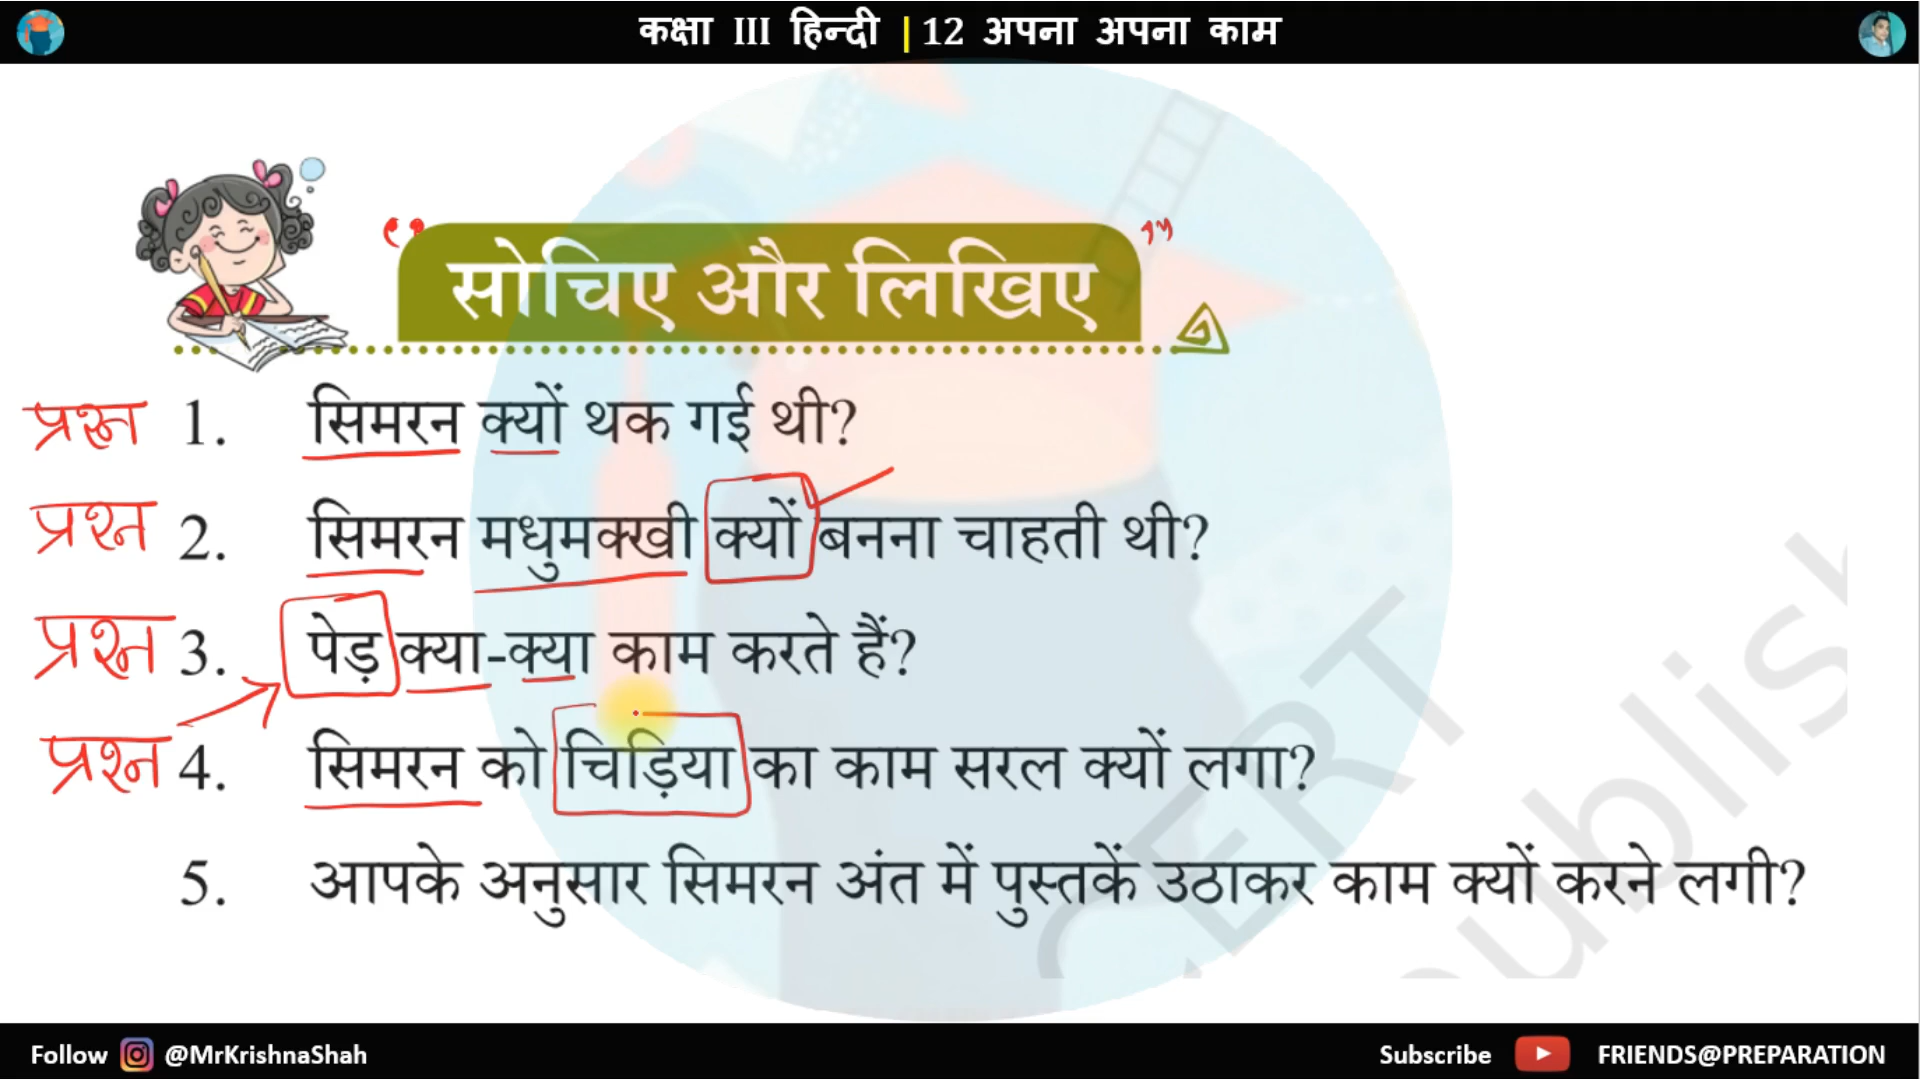 कक्षा III हिन्दी | 12 अपना अपना काम
“ सोचिए और लिखिए ”
प्रश्न 1. सिमरन क्यों थक गई थी?
प्रश्न 2. सिमरन मधुमक्खी क्यों बनना चाहती थी?
प्रश्न 3. पेड़ क्या-क्या काम करते हैं?
प्रश्न 4. सिमरन को चिड़िया का काम सरल क्यों लगा?
5. आपके अनुसार सिमरन अंत में पुस्तकें उठाकर काम क्यों करने लगी?
Follow @MrKrishnaShah
Subscribe FRIENDS@PREPARATION